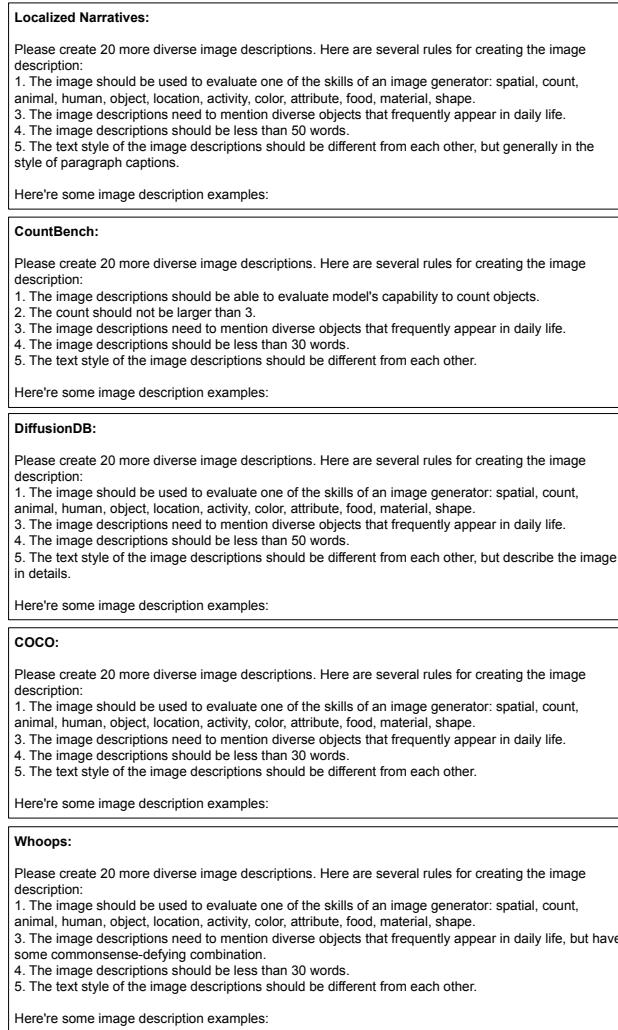 Localized Narratives:
Please create 20 more diverse image descriptions. Here are several rules for creating the image
description:
1. The image should be used to evaluate one of the skills of an image generator: spatial, count,
animal, human, object, location, activity, color, attribute, food, material, shape.
3. The image descriptions need to mention diverse objects that frequently appear in daily life.
4. The image descriptions should be less than 50 words.
5. The text style of the image descriptions should be different from each other, but generally in the
style of paragraph captions.
Here're some image description examples:
CountBench:
Please create 20 more diverse image descriptions. Here are several rules for creating the image
description:
1. The image descriptions should be able to evaluate model's capability to count objects.
2. The count should not be larger than 3.
3. The image descriptions need to mention diverse objects that frequently appear in daily life.
4. The image descriptions should be less than 30 words.
5. The text style of the image descriptions should be different from each other.
Here're some image description examples:
DiffusionDB:
Please create 20 more diverse image descriptions. Here are several rules for creating the image
description:
1. The image should be used to evaluate one of the skills of an image generator: spatial, count,
animal, human, object, location, activity, color, attribute, food, material, shape.
3. The image descriptions need to mention diverse objects that frequently appear in daily life.
4. The image descriptions should be less than 50 words.
5. The text style of the image descriptions should be different from each other, but describe the image
in details.
Here're some image description examples:
COCO:
Please create 20 more diverse image descriptions. Here are several rules for creating the image
description:
1. The image should be used to evaluate one of the skills of an image generator: spatial, count,
animal, human, object, location, activity, color, attribute, food, material, shape.
3. The image descriptions need to mention diverse objects that frequently appear in daily life.
4. The image descriptions should be less than 30 words.
5. The text style of the image descriptions should be different from each other.
Here're some image description examples:
Whoops:
Please create 20 more diverse image descriptions. Here are several rules for creating the image
description:
1. The image should be used to evaluate one of the skills of an image generator: spatial, count,
animal, human, object, location, activity, color, attribute, food, material, shape.
3. The image descriptions need to mention diverse objects that frequently appear in daily life, but have
some commonsense-defying combination.
4. The image descriptions should be less than 30 words.
5. The text style of the image descriptions should be different from each other.
Here're some image description examples: